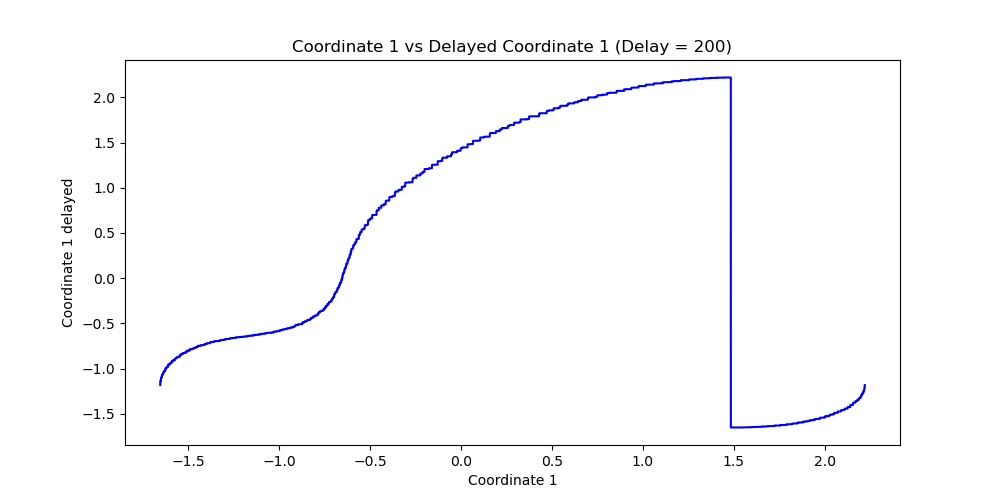 Coordinate 1 vs Delayed Coordinate 1 (Delay = 200)
2.0
1.5
1.0
0.5
0.0
−0.5
−1.0
−1.5
Coordinate 1 delayed
−1.5 −1.0 −0.5 0.0 0.5 1.0 1.5 2.0
Coordinate 1